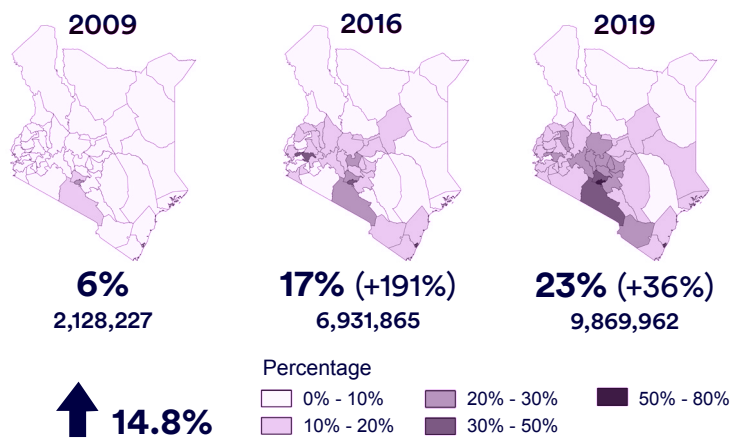 2009 2016 2019
6% 17% (+191%) 23% (+36%)
2,128,227 6,931,865 9,869,962
Percentage
0% - 10% 20% - 30% 50% - 80%
10% - 20% 30% - 50%
14.8%